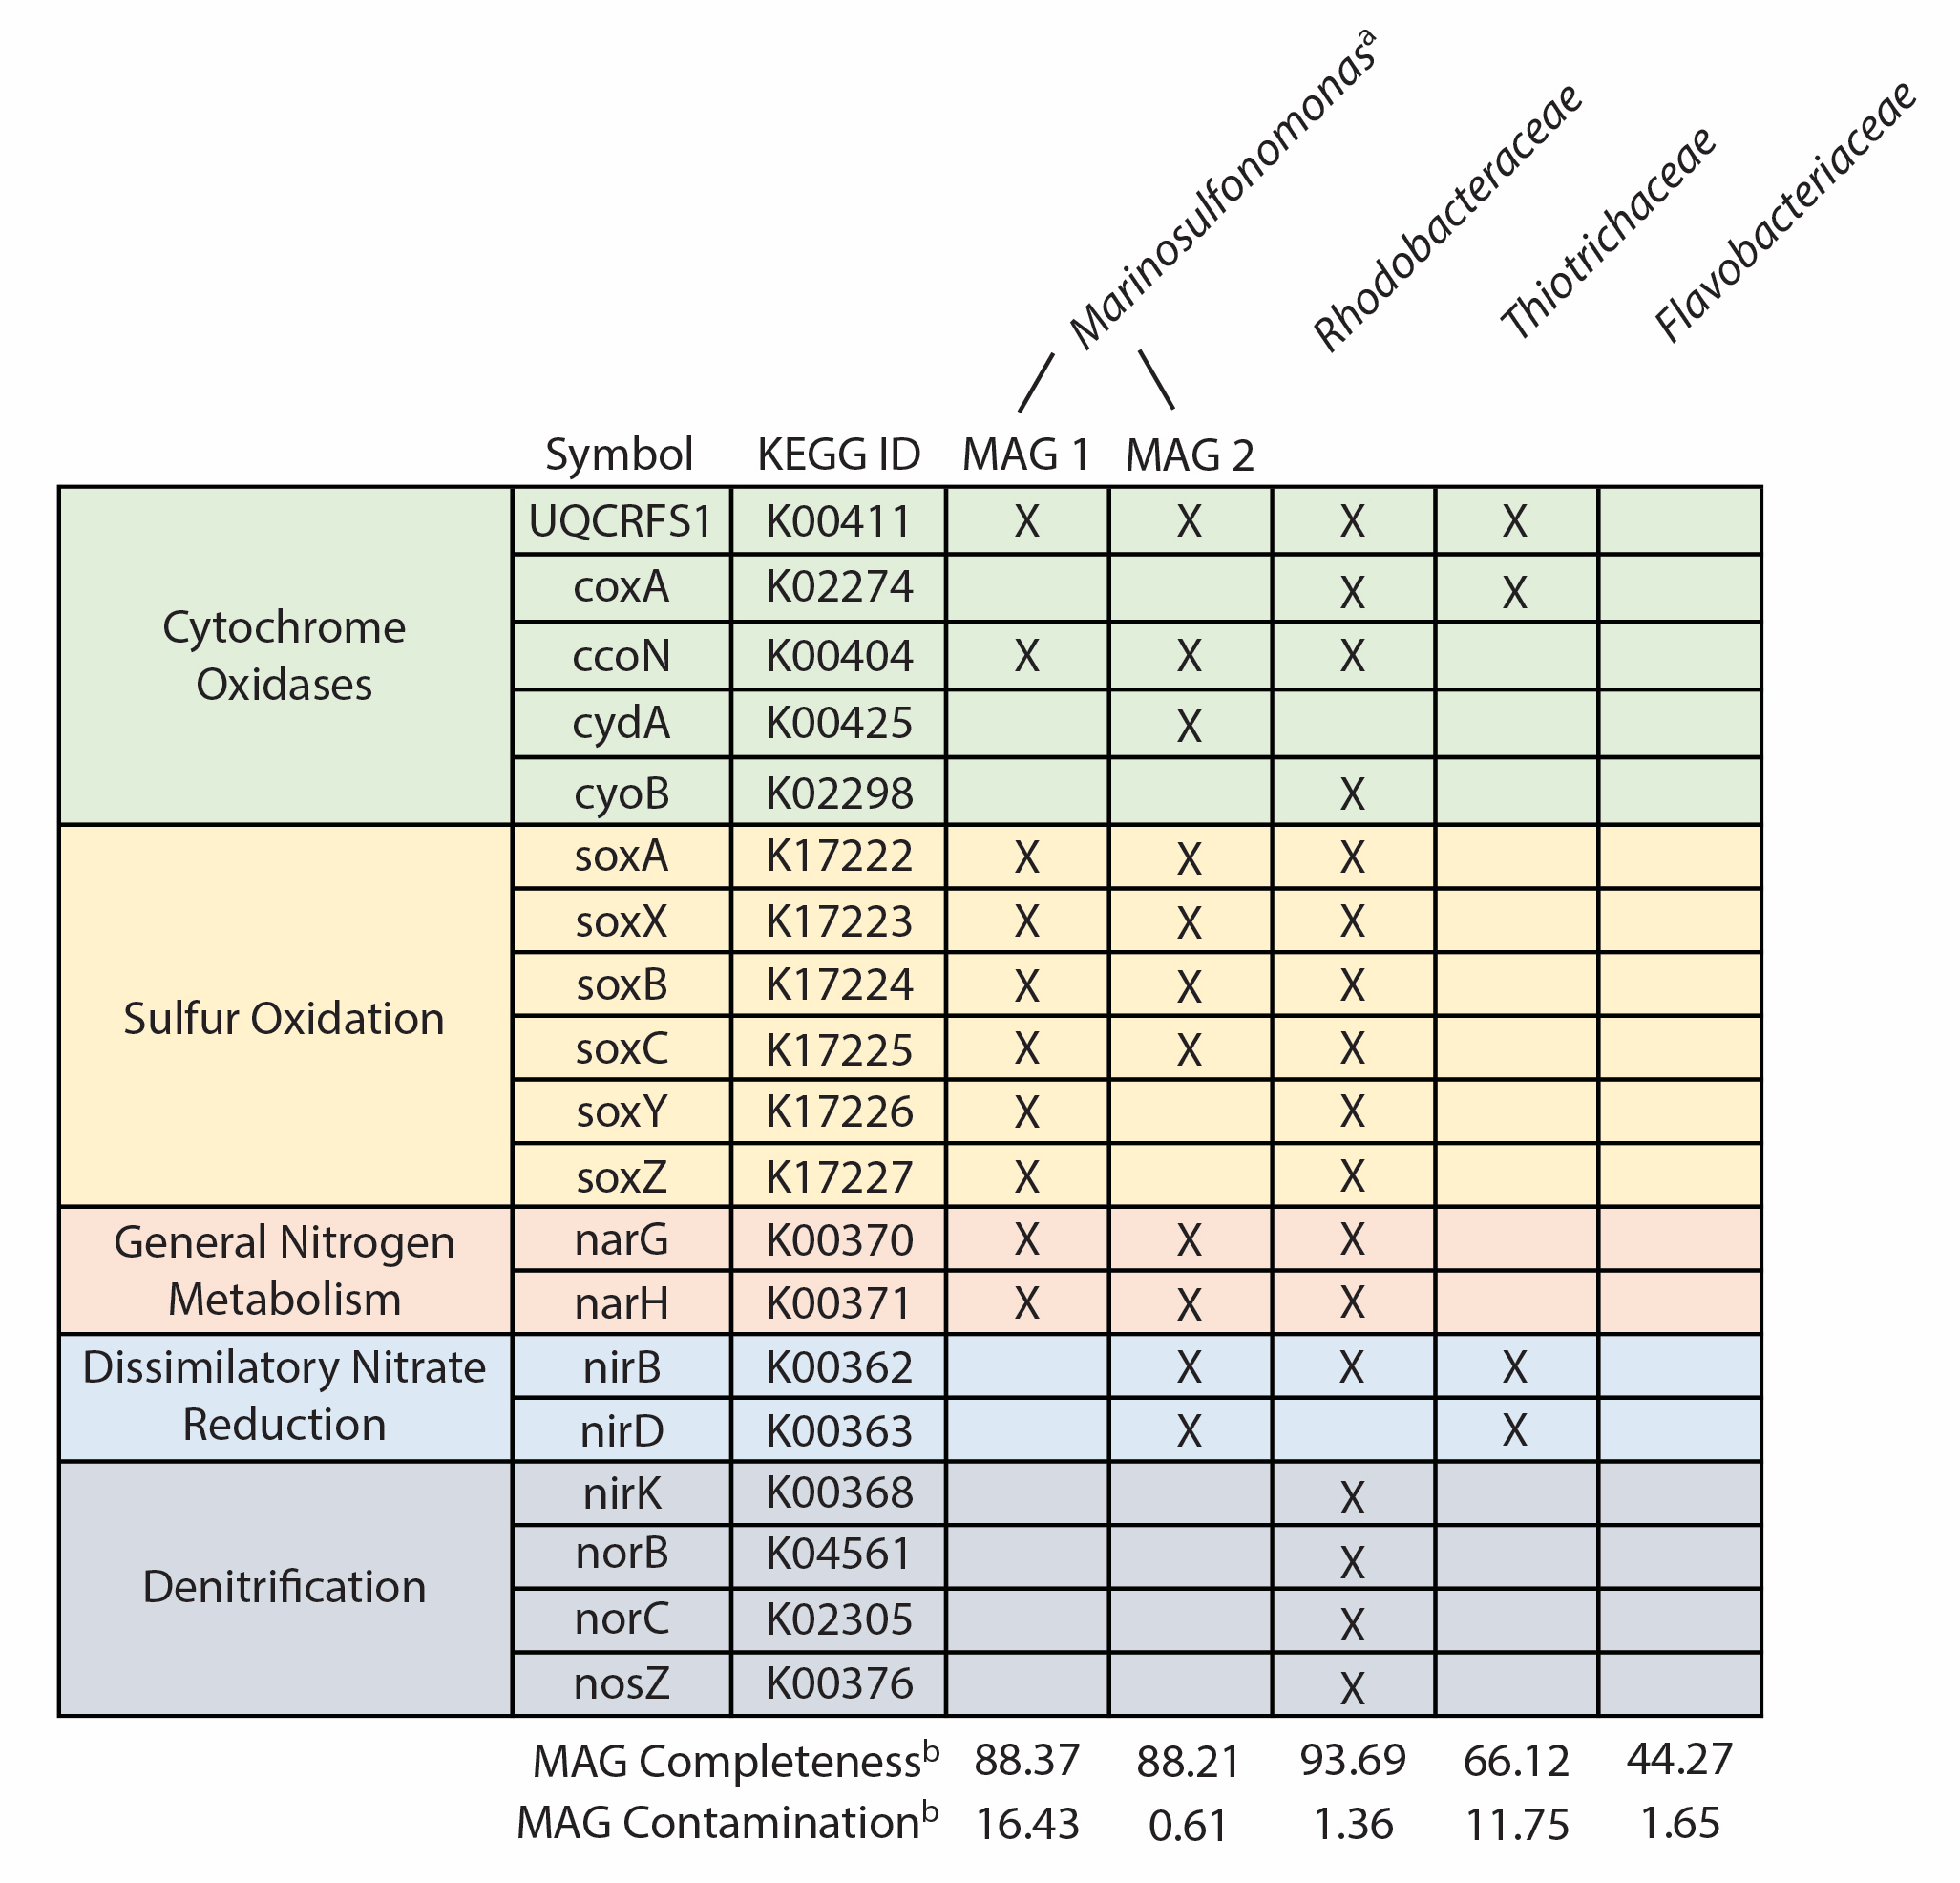 Marinosulfonomonasᵃ
Rhodobacteraceae
Thiotrichaceae
Flavobacteriaceae
Symbol KEGG ID MAG 1 MAG 2
Cytochrome
Oxidases
UQCRFS1 K00411 X X X X
coxA K02274 X X
ccoN K00404 X X X
cydA K00425 X
cyoB K02298 X
Sulfur Oxidation
soxA K17222 X X X
soxX K17223 X X X
soxB K17224 X X X
soxC K17225 X X X
soxY K17226 X X
soxZ K17227 X X
General Nitrogen
Metabolism
narG K00370 X X X
narH K00371 X X X
Dissimilatory Nitrate
Reduction
nirB K00362 X X X
nirD K00363 X X
Denitrification
nirK K00368 X
norB K04561 X
norC K02305 X
nosZ K00376 X
MAG Completenessᵇ 88.37 88.21 93.69 66.12 44.27
MAG Contaminationᵇ 16.43 0.61 1.36 11.75 1.65